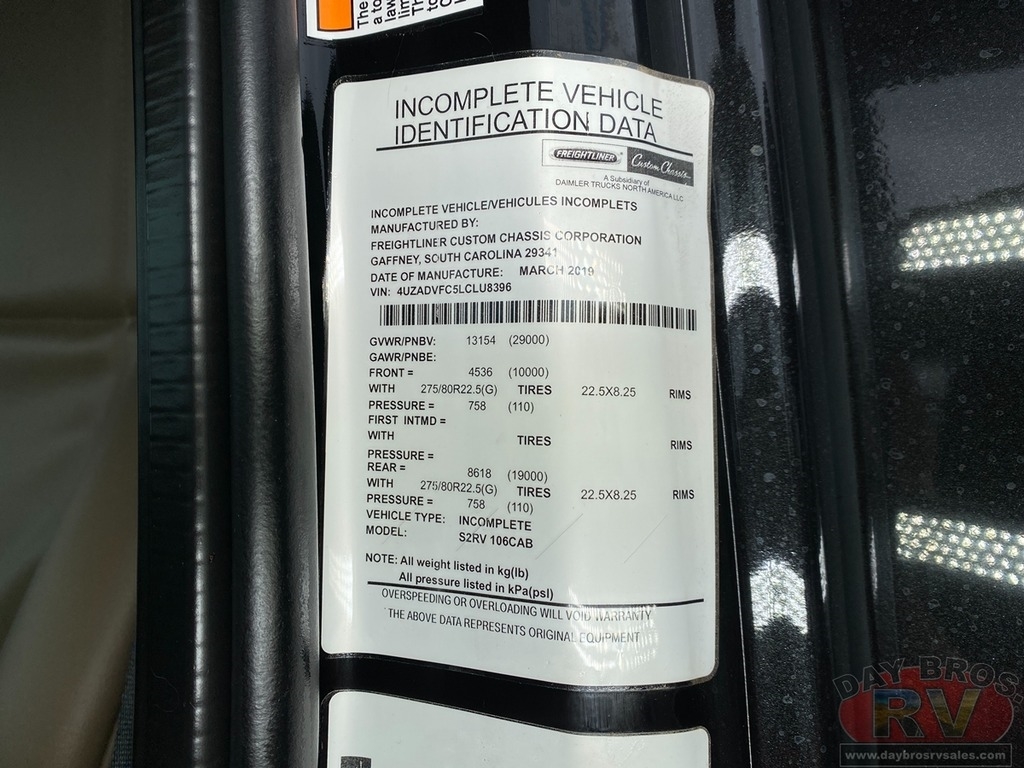 The
a to
law
limi
Th
to
INCOMPLETE VEHICLE
IDENTIFICATION DATA
FREIGHTLINER Custom Chassis
A Subsidiary of
DAIMLER TRUCKS NORTH AMERICA LLC
INCOMPLETE VEHICLE/VEHICULES INCOMPLETS
MANUFACTURED BY:
FREIGHTLINER CUSTOM CHASSIS CORPORATION
GAFFNEY, SOUTH CAROLINA 29341
DATE OF MANUFACTURE: MARCH 2019
VIN: 4UZADVFC5LCLU8396
GVWR/PNBV: 13154 (29000)
GAWR/PNBE:
FRONT = 4536 (10000)
WITH 275/80R22.5(G) TIRES 22.5X8.25 RIMS
PRESSURE = 758 (110)
FIRST INTMD =
WITH TIRES RIMS
PRESSURE =
REAR = 8618 (19000)
WITH 275/80R22.5(G) TIRES 22.5X8.25 RIMS
PRESSURE = 758 (110)
VEHICLE TYPE: INCOMPLETE
MODEL: S2RV 106CAB
NOTE: All weight listed in kg(lb)
All pressure listed in kPa(psi)
OVERSPEEDING OR OVERLOADING WILL VOID WARRANTY
THE ABOVE DATA REPRESENTS ORIGINAL EQUIPMENT
DAY BROS.
RV
www.daybrosrvsales.com